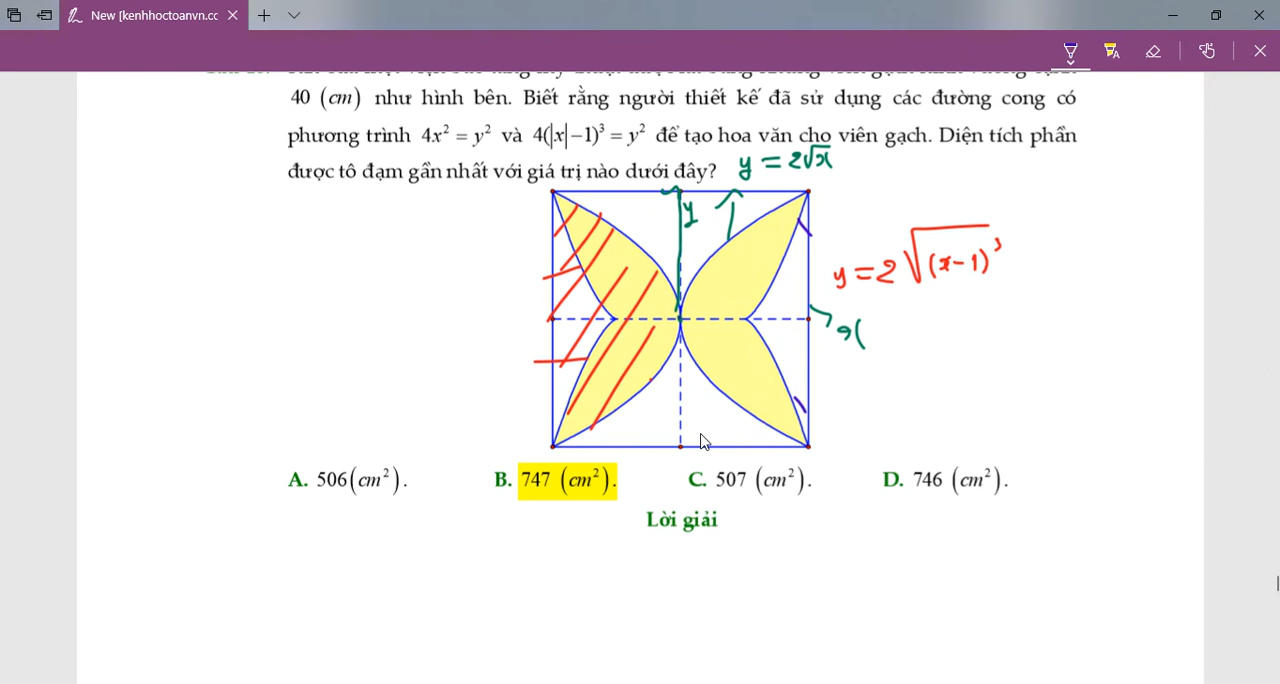 New [kenhhoctoanvn.cc
40 (cm) như hình bên. Biết rằng người thiết kế đã sử dụng các đường cong có
phương trình 4x² = y² và 4(|x|−1)³ = y² để tạo hoa văn cho viên gạch. Diện tích phần
được tô đạm gần nhất với giá trị nào dưới đây?
y = 2√x
y
y = 2√(x−1)³
x
A. 506(cm²). B. 747 (cm²). C. 507 (cm²). D. 746 (cm²).
Lời giải